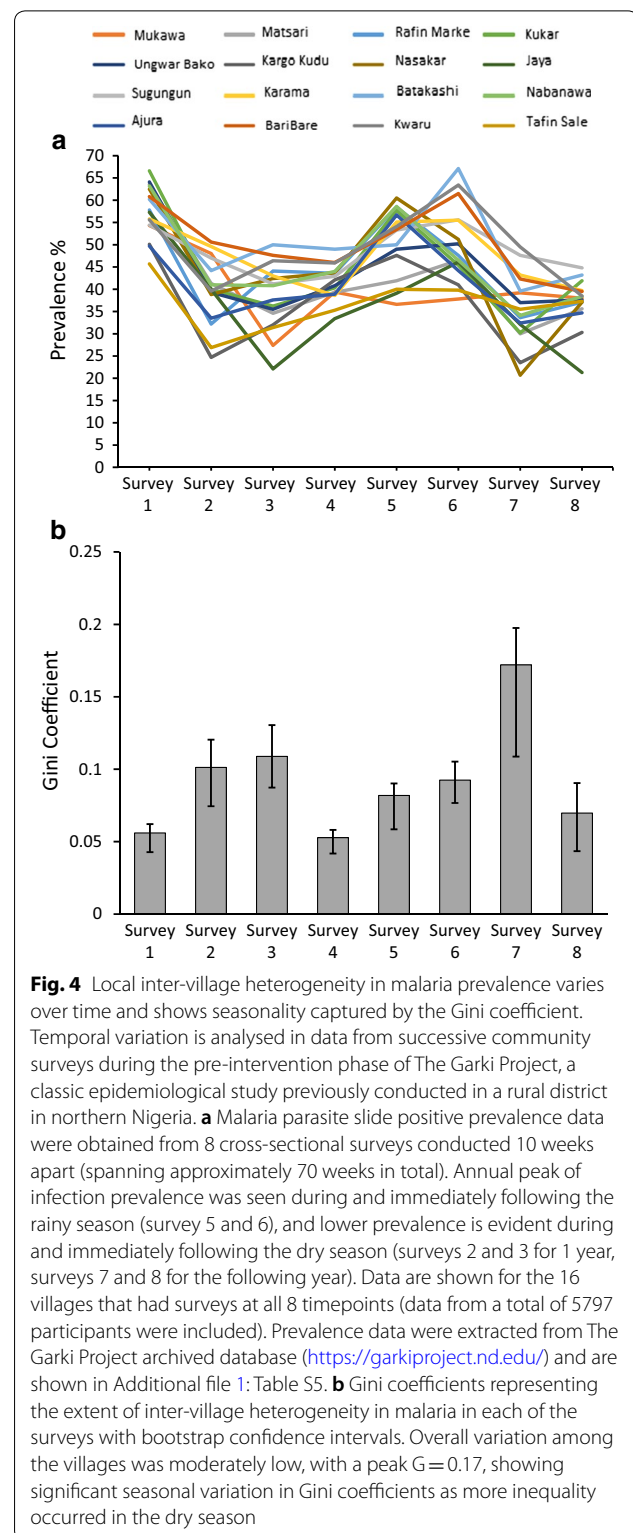 Mukawa Matsari Rafin Marke Kukar
Ungwar Bako Kargo Kudu Nasakar Jaya
Sugungun Karama Batakashi Nabanawa
Ajura BariBare Kwaru Tafin Sale
a
70
65
60
55
50
45
40
35
30
25
20
15
10
5
0
Prevalence %
Survey Survey Survey Survey Survey Survey Survey Survey
1 2 3 4 5 6 7 8
b
0.25
0.2
0.15
0.1
0.05
0
Gini Coefficient
Survey Survey Survey Survey Survey Survey Survey Survey
1 2 3 4 5 6 7 8
Fig. 4 Local inter-village heterogeneity in malaria prevalence varies
over time and shows seasonality captured by the Gini coefficient.
Temporal variation is analysed in data from successive community
surveys during the pre-intervention phase of The Garki Project, a
classic epidemiological study previously conducted in a rural district
in northern Nigeria. a Malaria parasite slide positive prevalence data
were obtained from 8 cross-sectional surveys conducted 10 weeks
apart (spanning approximately 70 weeks in total). Annual peak of
infection prevalence was seen during and immediately following the
rainy season (survey 5 and 6), and lower prevalence is evident during
and immediately following the dry season (surveys 2 and 3 for 1 year,
surveys 7 and 8 for the following year). Data are shown for the 16
villages that had surveys at all 8 timepoints (data from a total of 5797
participants were included). Prevalence data were extracted from The
Garki Project archived database (https://garkiproject.nd.edu/) and are
shown in Additional file 1: Table S5. b Gini coefficients representing
the extent of inter-village heterogeneity in malaria in each of the
surveys with bootstrap confidence intervals. Overall variation among
the villages was moderately low, with a peak G = 0.17, showing
significant seasonal variation in Gini coefficients as more inequality
occurred in the dry season